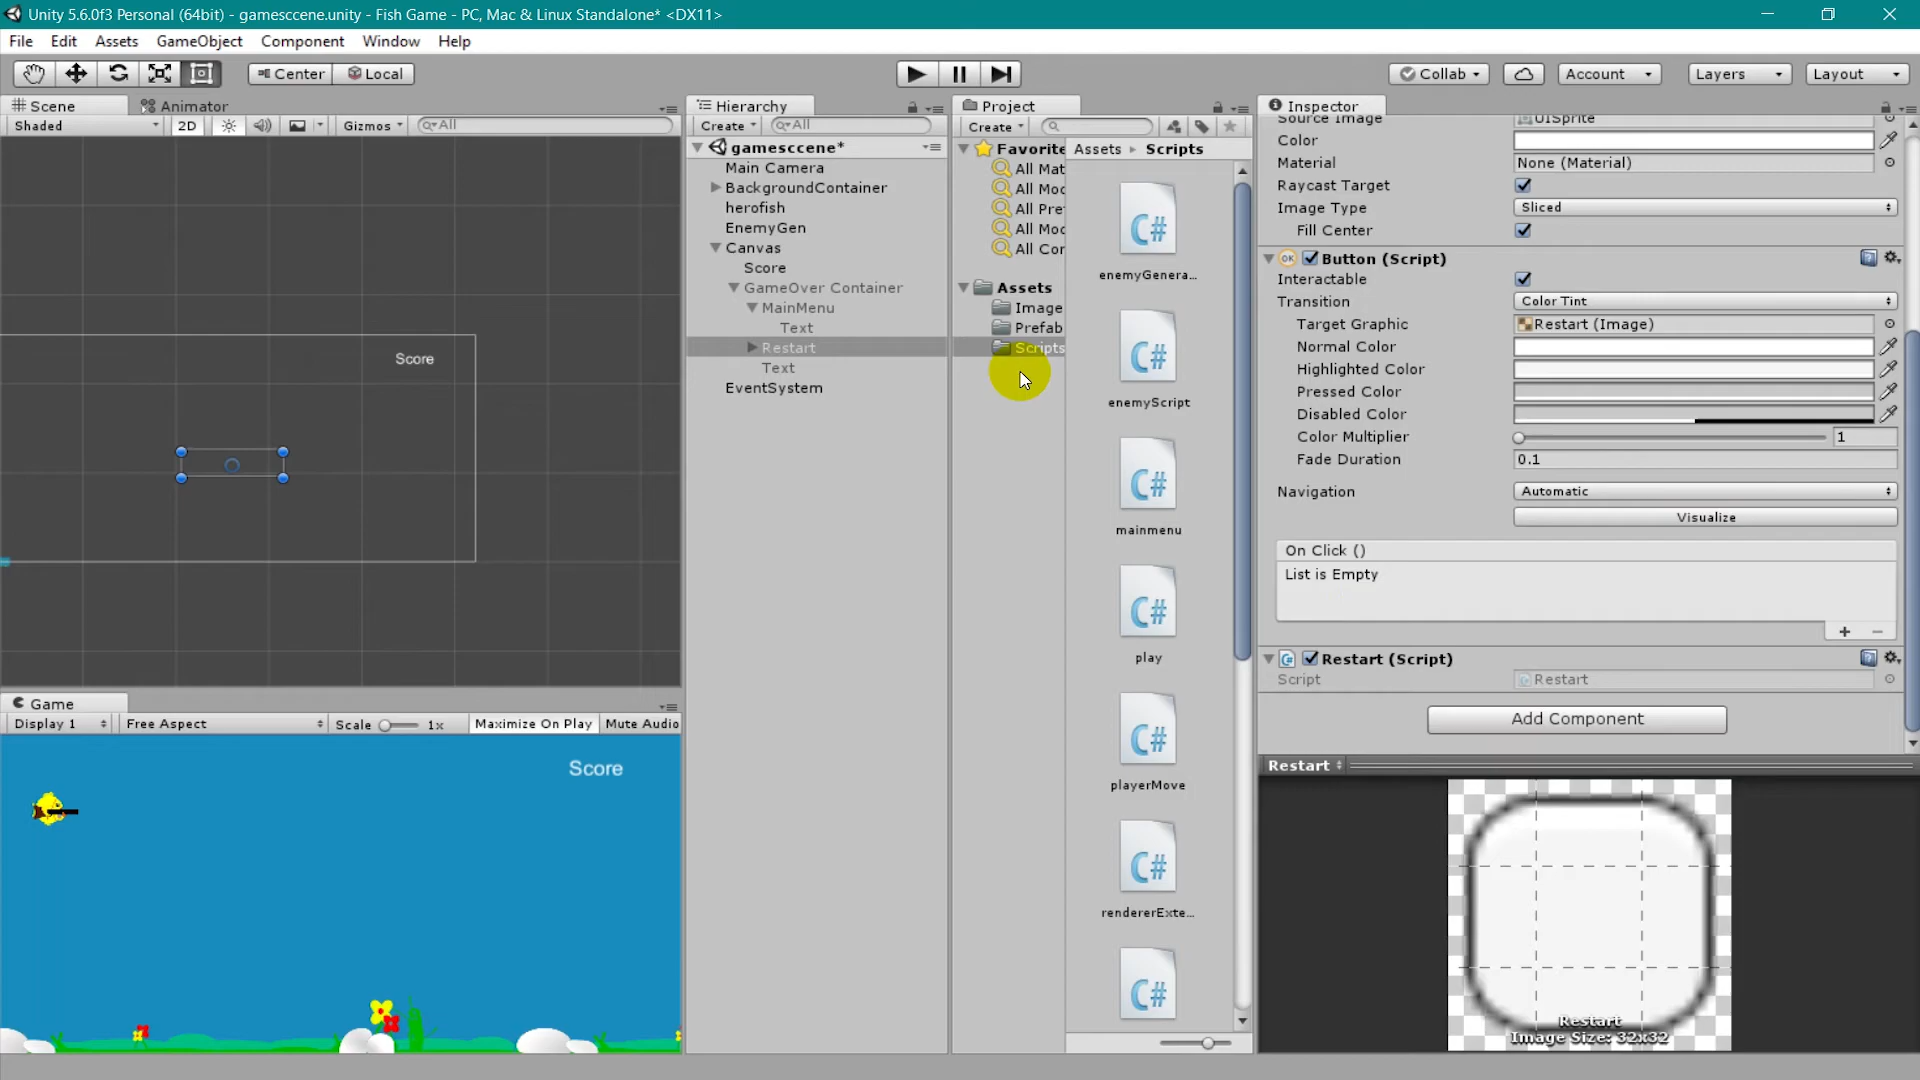 Unity 5.6.0f3 Personal (64bit) - gamesccene.unity - Fish Game - PC, Mac & Linux Standalone* <DX11>
File Edit Assets GameObject Component Window Help
Center Local Collab Account Layers Layout
Scene Animator
Shaded 2D Gizmos All
Score
Game
Display 1 Free Aspect Scale 1x Maximize On Play Mute Audio
Score
Hierarchy
Create All
gamesccene*
Main Camera
BackgroundContainer
herofish
EnemyGen
Canvas
Score
GameOver Container
MainMenu
Text
Restart
Text
EventSystem
Project
Create
Favorite
All Mat
All Moc
All Pre
All Moc
All Cor
Assets
Image
Prefab
Scripts
Assets Scripts
C#
enemyGenera...
C#
enemyScript
C#
mainmenu
C#
play
C#
playerMove
C#
rendererExte...
C#
Inspector
Source Image UISprite
Color
Material None (Material)
Raycast Target
Image Type Sliced
Fill Center
OK Button (Script)
Interactable
Transition Color Tint
Target Graphic Restart (Image)
Normal Color
Highlighted Color
Pressed Color
Disabled Color
Color Multiplier 1
Fade Duration 0.1
Navigation Automatic
Visualize
On Click ()
List is Empty
Restart (Script)
Script Restart
Add Component
Restart
Restart
Image Size: 32x32